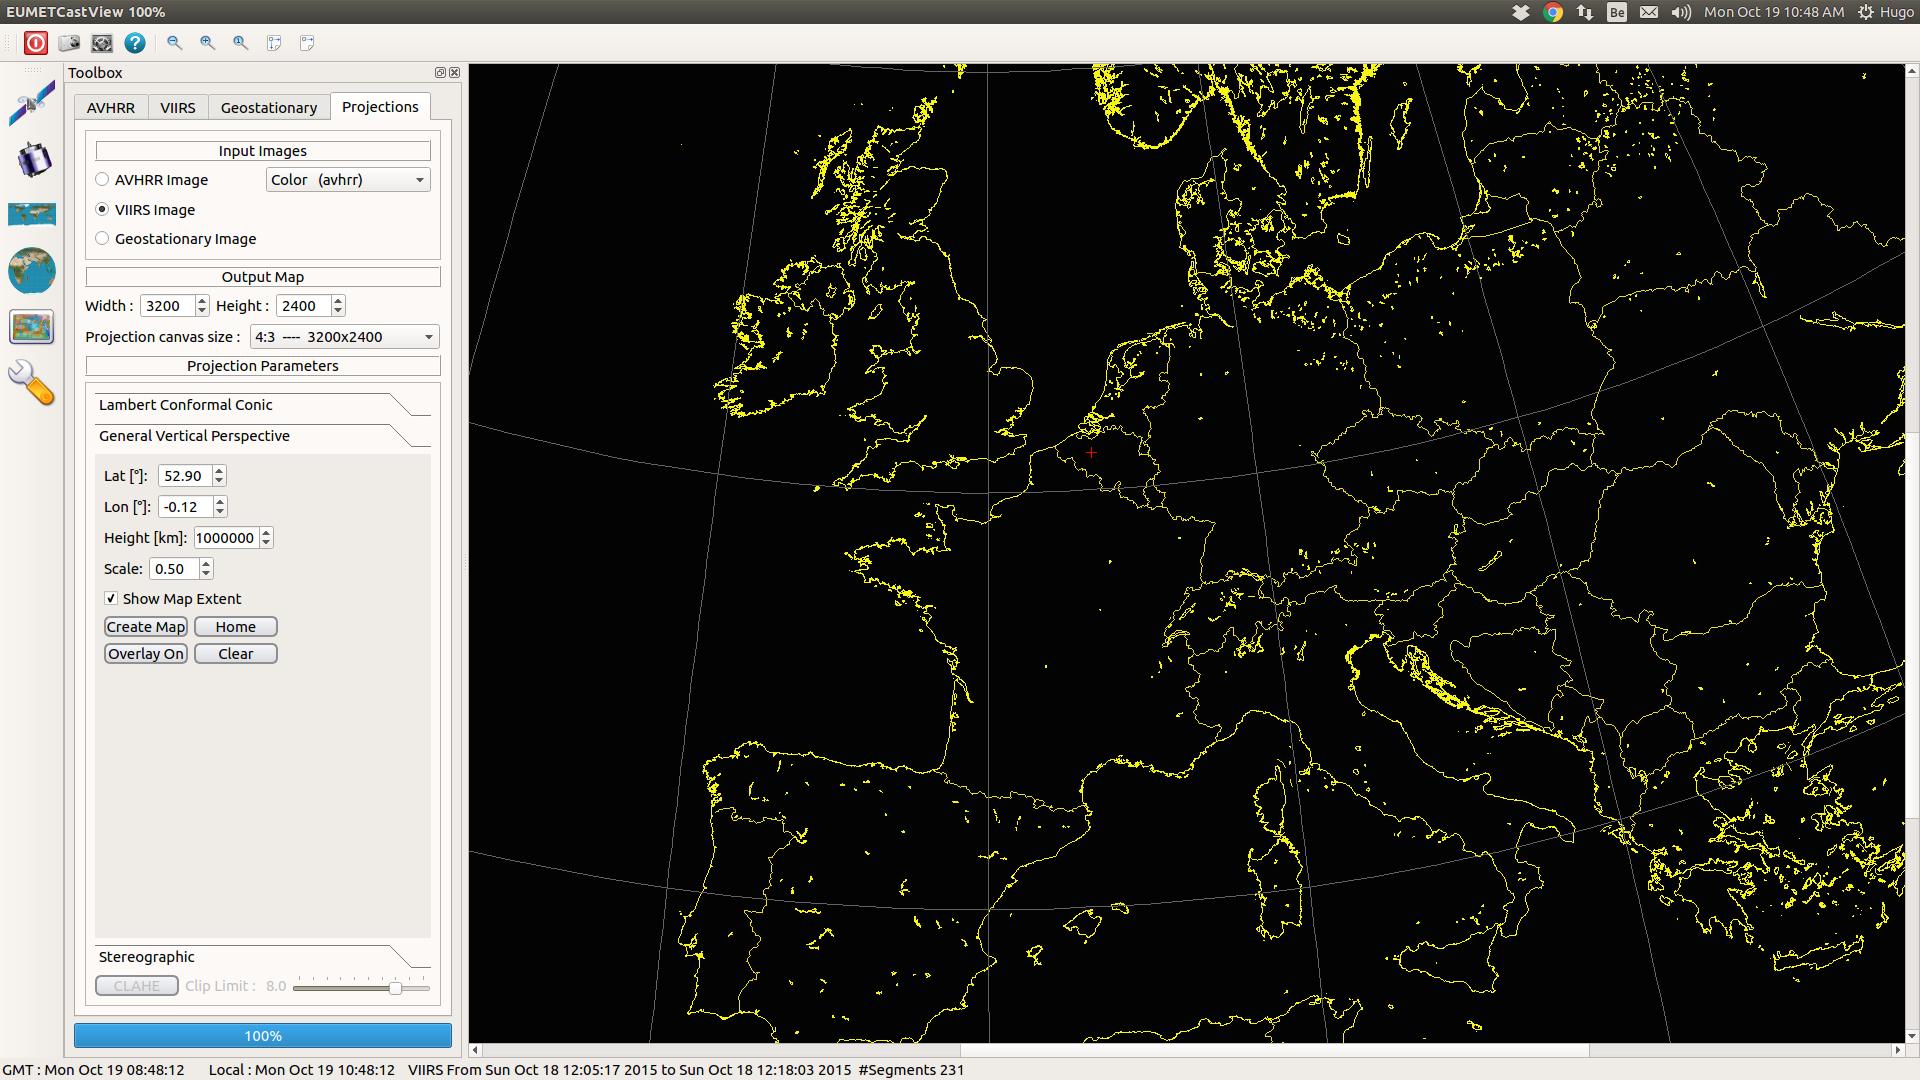 EUMETCastView 100%
Be
Mon Oct 19 10:48 AM
Hugo
Toolbox
AVHRR VIIRS Geostationary Projections
Input Images
AVHRR Image Color (avhrr)
VIIRS Image
Geostationary Image
Output Map
Width : 3200 Height : 2400
Projection canvas size : 4:3 ---- 3200x2400
Projection Parameters
Lambert Conformal Conic
General Vertical Perspective
Lat [°]: 52.90
Lon [°]: -0.12
Height [km]: 1000000
Scale: 0.50
Show Map Extent
Create Map Home
Overlay On Clear
Stereographic
CLAHE Clip Limit : 8.0
100%
GMT : Mon Oct 19 08:48:12 Local : Mon Oct 19 10:48:12 VIIRS From Sun Oct 18 12:05:17 2015 to Sun Oct 18 12:18:03 2015 #Segments 231